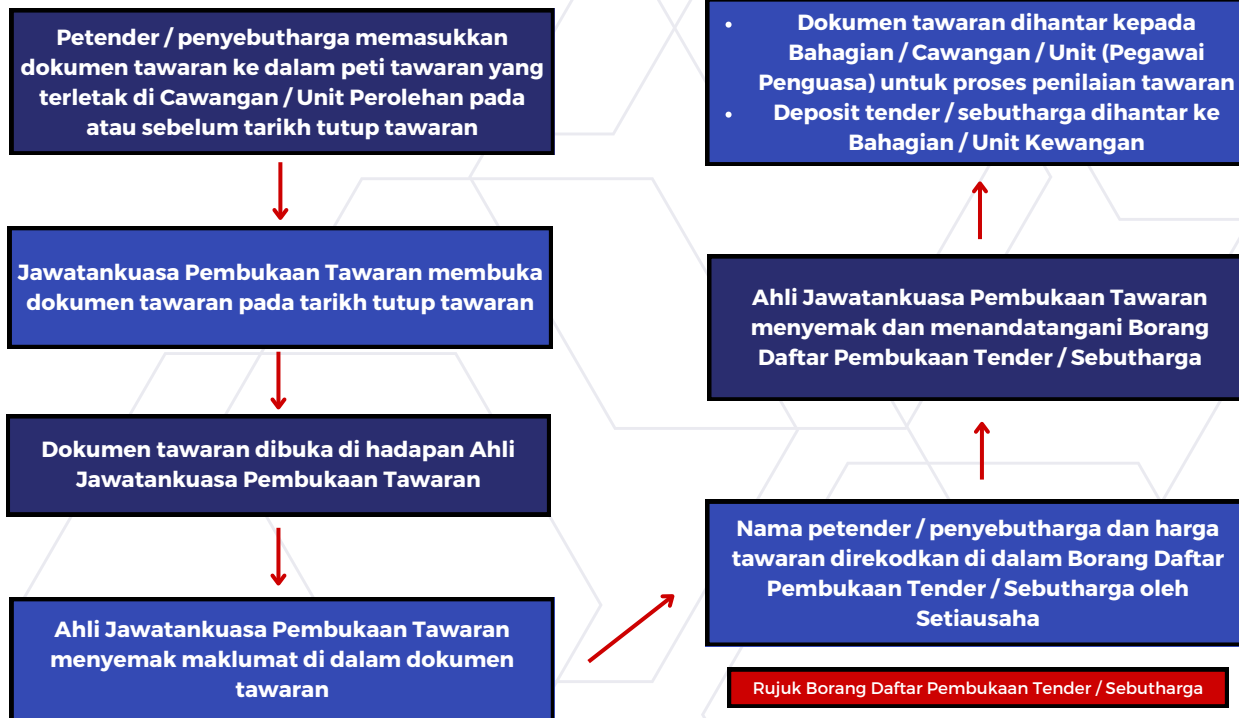 Petender / penyebutharga memasukkan
dokumen tawaran ke dalam peti tawaran yang
terletak di Cawangan / Unit Perolehan pada
atau sebelum tarikh tutup tawaran
Jawatankuasa Pembukaan Tawaran membuka
dokumen tawaran pada tarikh tutup tawaran
Dokumen tawaran dibuka di hadapan Ahli
Jawatankuasa Pembukaan Tawaran
Ahli Jawatankuasa Pembukaan Tawaran
menyemak maklumat di dalam dokumen
tawaran
Nama petender / penyebutharga dan harga
tawaran direkodkan di dalam Borang Daftar
Pembukaan Tender / Sebutharga oleh
Setiausaha
Rujuk Borang Daftar Pembukaan Tender / Sebutharga
Ahli Jawatankuasa Pembukaan Tawaran
menyemak dan menandatangani Borang
Daftar Pembukaan Tender / Sebutharga
• Dokumen tawaran dihantar kepada
Bahagian / Cawangan / Unit (Pegawai
Penguasa) untuk proses penilaian tawaran
• Deposit tender / sebutharga dihantar ke
Bahagian / Unit Kewangan